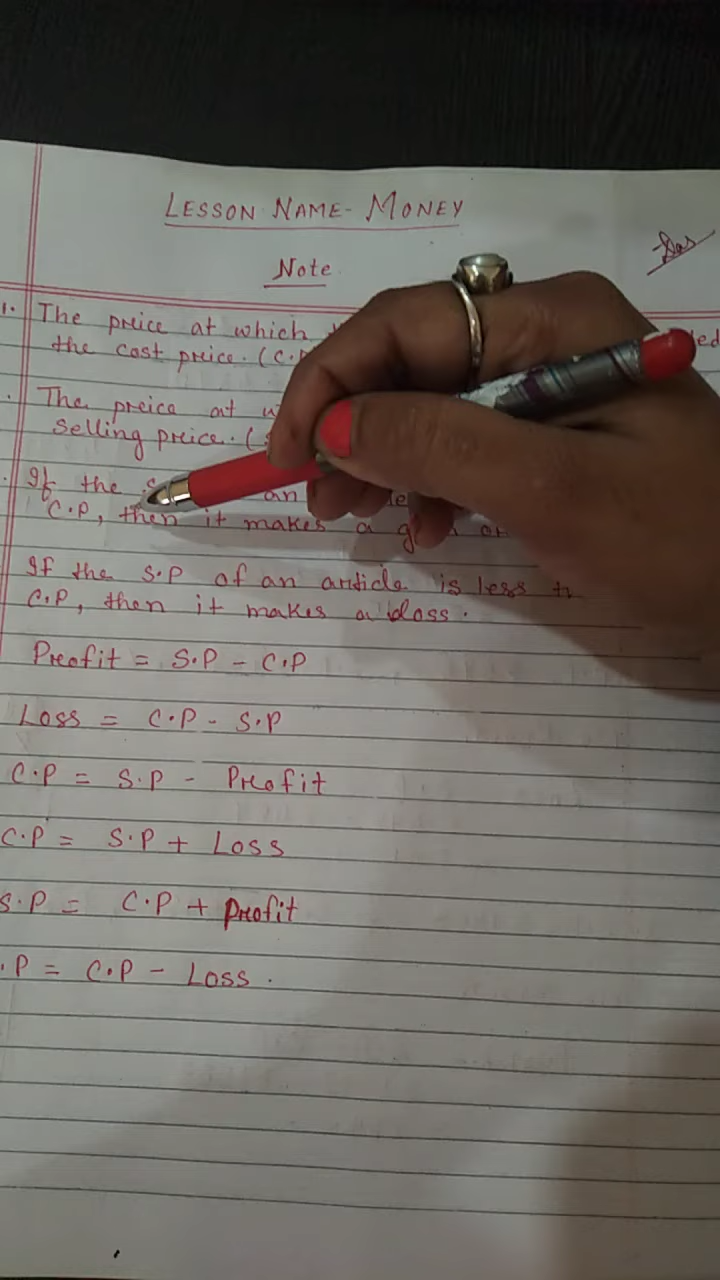 LESSON NAME- MONEY
Das
Note
1. The price at which
the cost price. (C.P
The price at
Selling price. (
If the
C.P, then it makes a
If the S.P of an article is less
C.P, then it makes a loss.
Profit = S.P - C.P
Loss = C.P - S.P
C.P = S.P - Profit
C.P = S.P + Loss
S.P = C.P + Profit
.P = C.P - Loss.